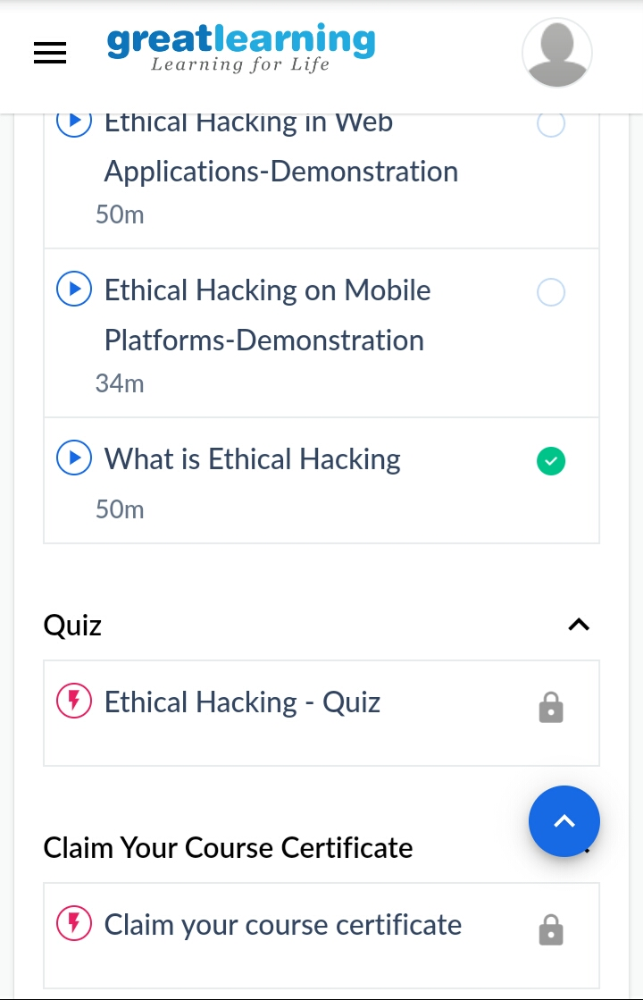 greatlearning
Learning for Life
Ethical Hacking in Web
Applications-Demonstration
50m
Ethical Hacking on Mobile
Platforms-Demonstration
34m
What is Ethical Hacking
50m
Quiz
Ethical Hacking - Quiz
Claim Your Course Certificate
Claim your course certificate